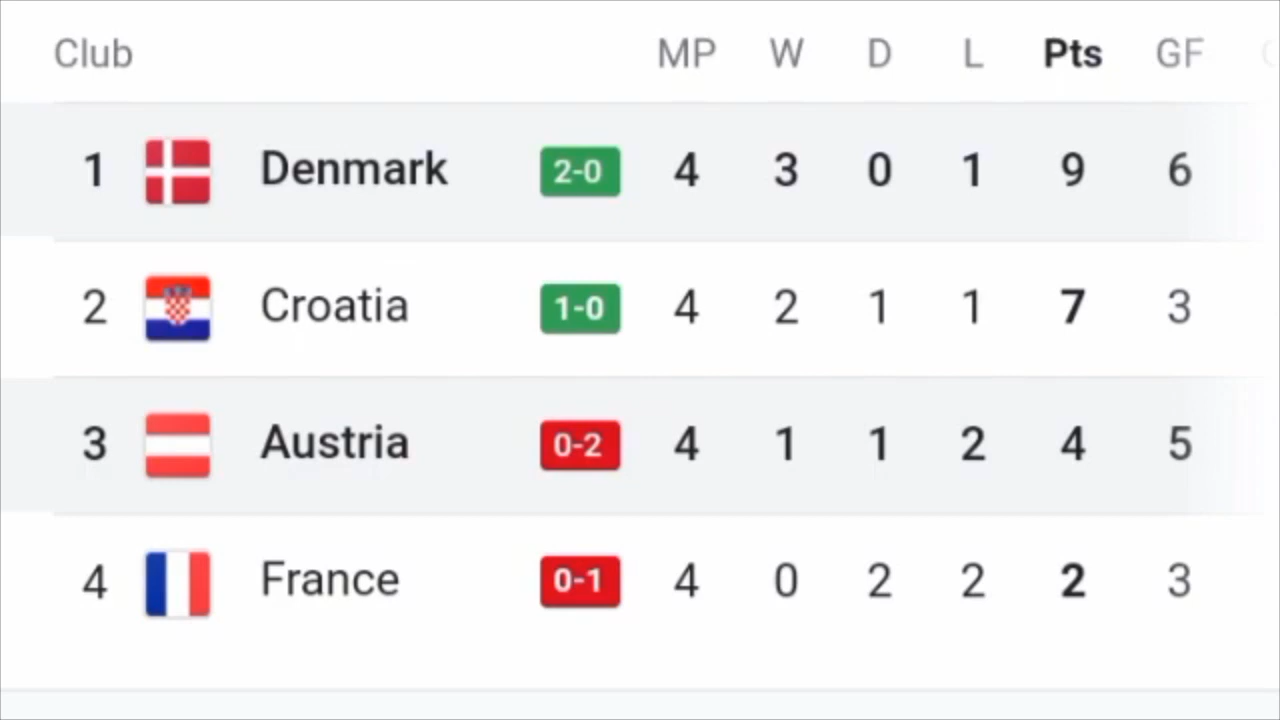 Club MP W D L Pts GF
1 Denmark 2-0 4 3 0 1 9 6
2 Croatia 1-0 4 2 1 1 7 3
3 Austria 0-2 4 1 1 2 4 5
4 France 0-1 4 0 2 2 2 3